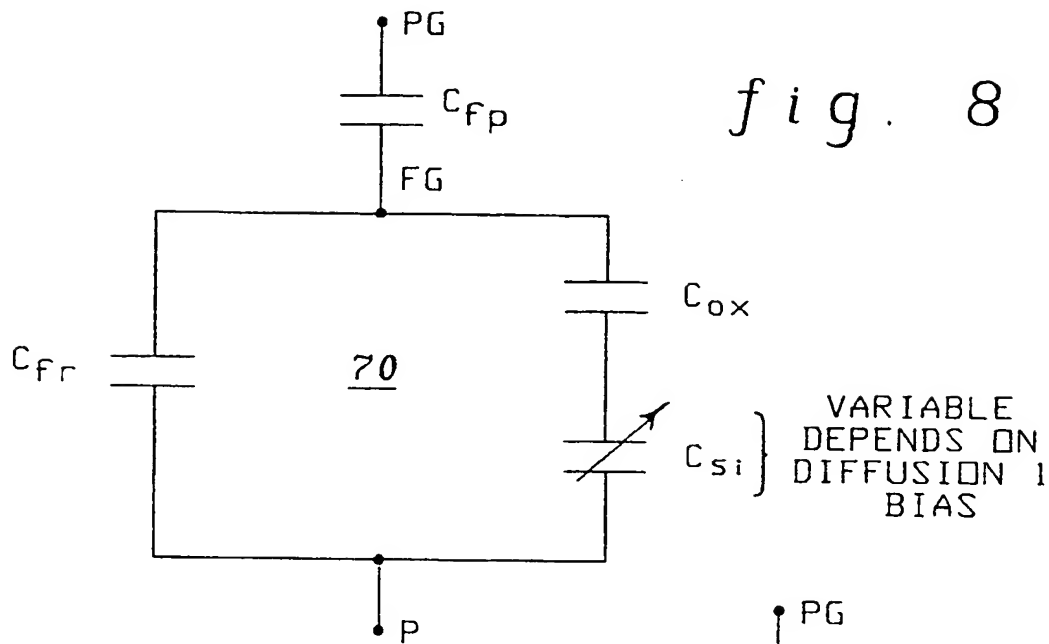 PG
Cfp
fig. 8
FG
Cox
Cfr
70
Csi
VARIABLE
DEPENDS ON
DIFFUSION 1
BIAS
P
PG